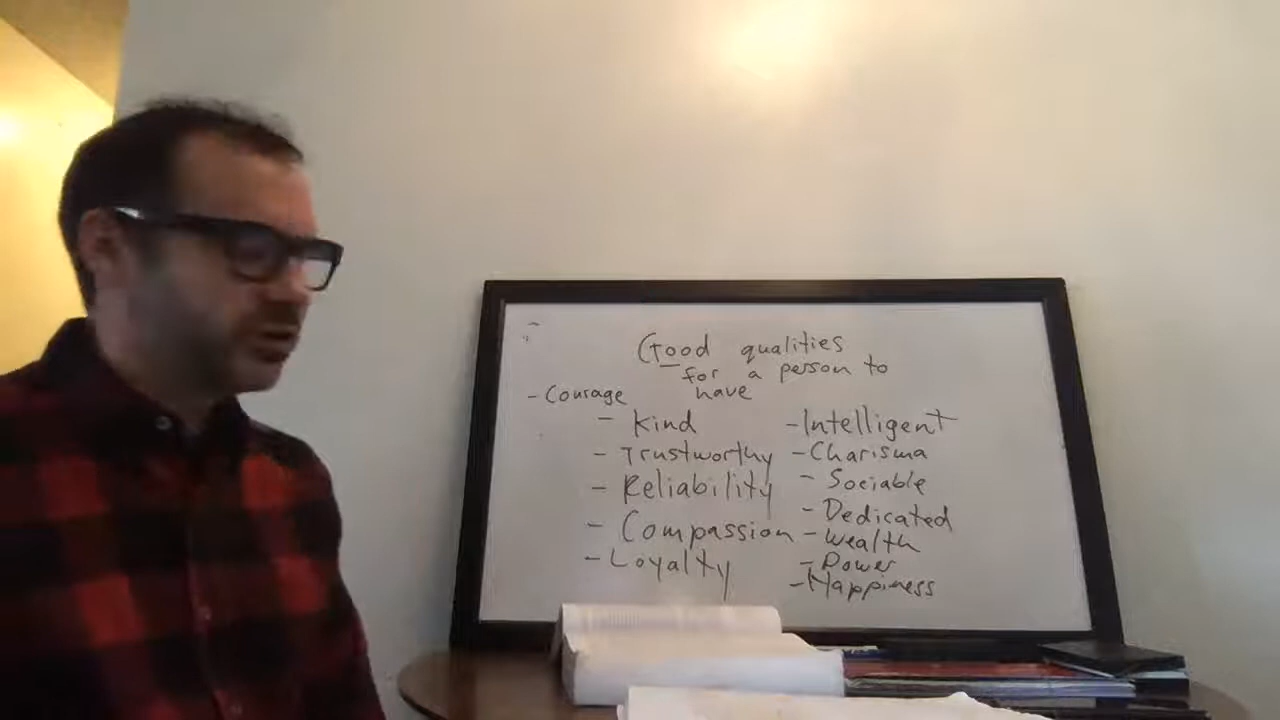 Good qualities
for a person to
have
- Courage
- Kind
- Trustworthy
- Reliability
- Compassion
- Loyalty
- Intelligent
- Charisma
- Sociable
- Dedicated
- Wealth
- Power
- Happiness